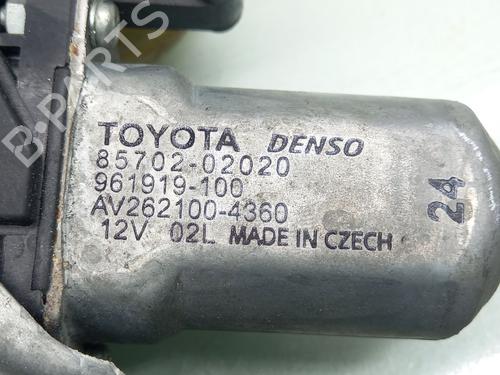 TOYOTA DENSO
85702-02020
961919-100
AV262100-4360
12V 02L MADE IN CZECH
24
B-PARTS